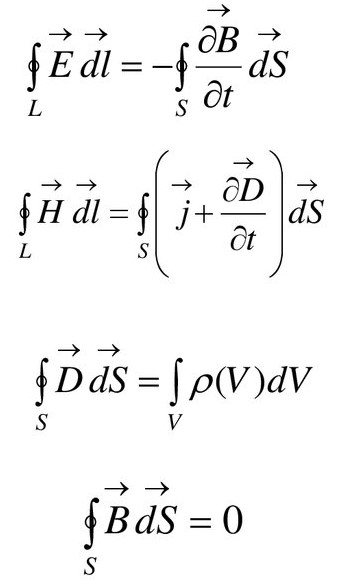 ∮_L E⃗ dl⃗ = −∮_S ∂B⃗/∂t dS⃗
∮_L H⃗ dl⃗ = ∮_S (j⃗ + ∂D⃗/∂t) dS⃗
∮_S D⃗ dS⃗ = ∫_V ρ(V)dV
∮_S B⃗ dS⃗ = 0